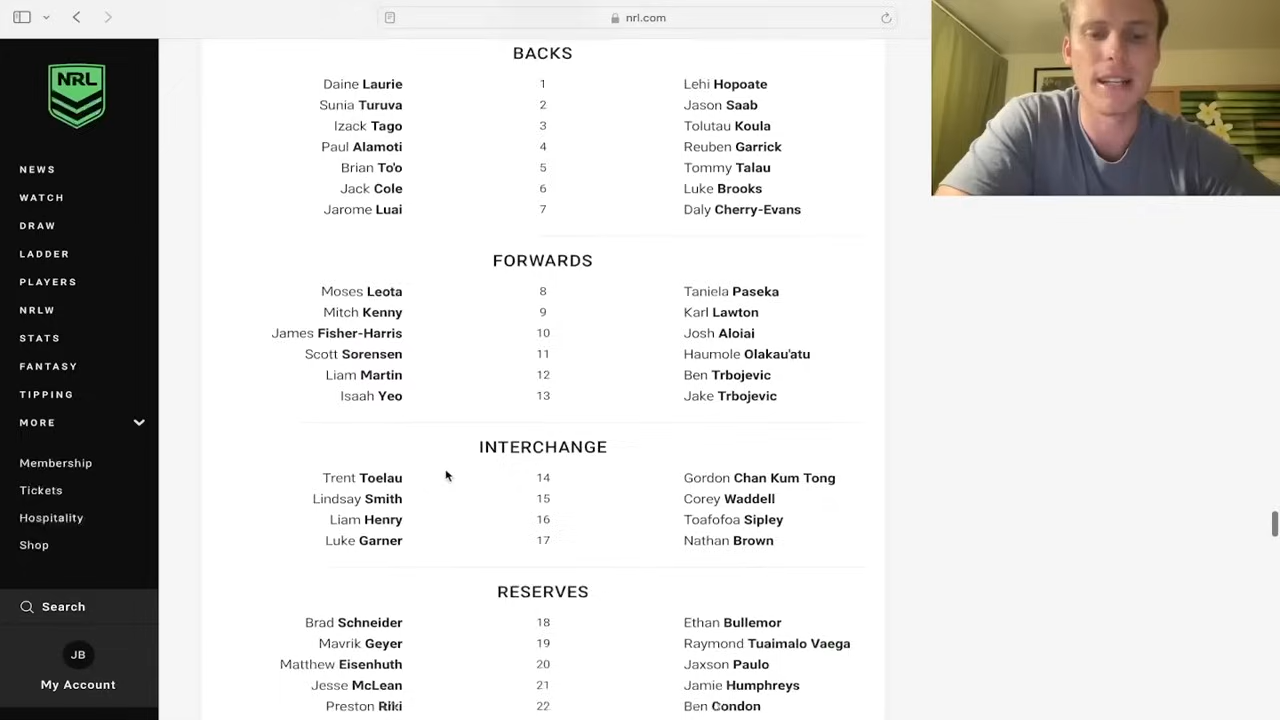 nrl.com
NRL
NEWS
WATCH
DRAW
LADDER
PLAYERS
NRLW
STATS
FANTASY
TIPPING
MORE
Membership
Tickets
Hospitality
Shop
Search
JB
My Account
BACKS
Daine Laurie 1 Lehi Hopoate
Sunia Turuva 2 Jason Saab
Izack Tago 3 Tolutau Koula
Paul Alamoti 4 Reuben Garrick
Brian To'o 5 Tommy Talau
Jack Cole 6 Luke Brooks
Jarome Luai 7 Daly Cherry-Evans
FORWARDS
Moses Leota 8 Taniela Paseka
Mitch Kenny 9 Karl Lawton
James Fisher-Harris 10 Josh Aloiai
Scott Sorensen 11 Haumole Olakau'atu
Liam Martin 12 Ben Trbojevic
Isaah Yeo 13 Jake Trbojevic
INTERCHANGE
Trent Toelau 14 Gordon Chan Kum Tong
Lindsay Smith 15 Corey Waddell
Liam Henry 16 Toafofoa Sipley
Luke Garner 17 Nathan Brown
RESERVES
Brad Schneider 18 Ethan Bullemor
Mavrik Geyer 19 Raymond Tuaimalo Vaega
Matthew Eisenhuth 20 Jaxson Paulo
Jesse McLean 21 Jamie Humphreys
Preston Riki 22 Ben Condon